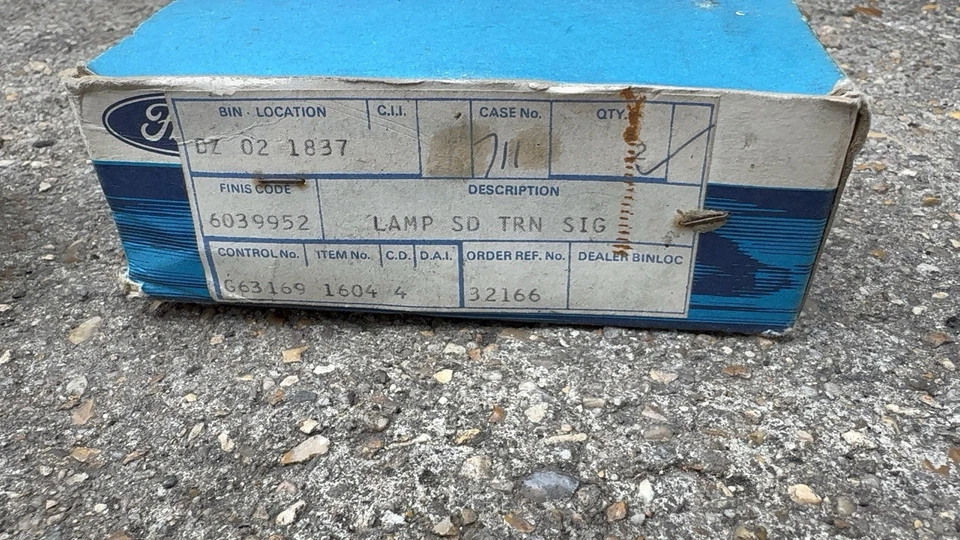 BIN · LOCATION C.I.I. CASE No. QTY.
DZ 02 1837 2
FINIS CODE DESCRIPTION
6039952 LAMP SD TRN SIG
CONTROL No. ITEM No. C.D. D.A.I. ORDER REF. No. DEALER BINLOC
G63169 1604 4 32166